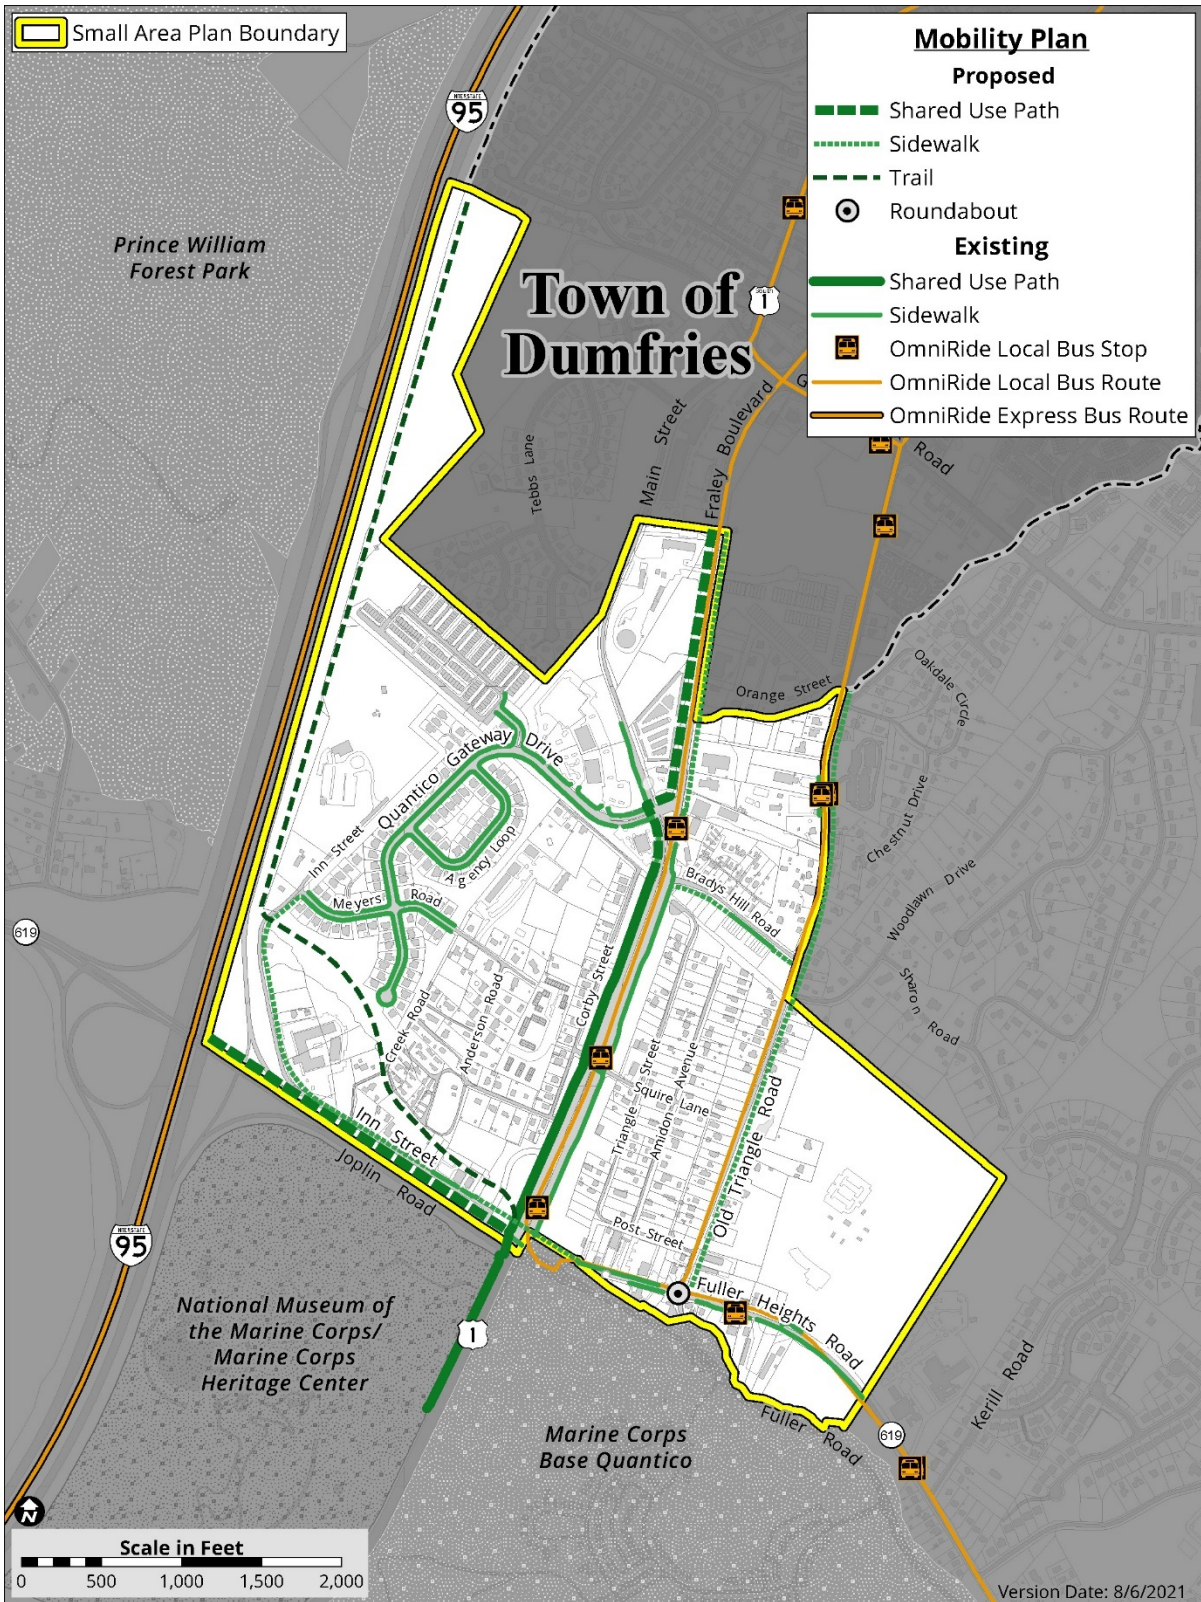 Small Area Plan Boundary
Mobility Plan
Proposed
Shared Use Path
Sidewalk
Trail
Roundabout
Existing
Shared Use Path
Sidewalk
OmniRide Local Bus Stop
OmniRide Local Bus Route
OmniRide Express Bus Route
INTERSTATE
95
Prince William
Forest Park
Town of
Dumfries
1
Main Street
Fraley Boulevard
G
Road
Tebbs Lane
Orange Street
Oakdale Circle
Chestnut Drive
Woodlawn Drive
Sharon Road
Quantico Gateway Drive
Inn Street
Agency Loop
Meyers Road
Bradys Hill Road
619
Creek Road
Anderson Road
Corby Street
Triangle Street
Amidon Avenue
Squire Lane
Old Triangle Road
Inn Street
Joplin Road
Post Street
Fuller Heights Road
INTERSTATE
95
National Museum of
the Marine Corps/
Marine Corps
Heritage Center
1
Marine Corps
Base Quantico
Fuller Road
619
Kerill Road
N
Scale in Feet
0 500 1,000 1,500 2,000
Version Date: 8/6/2021